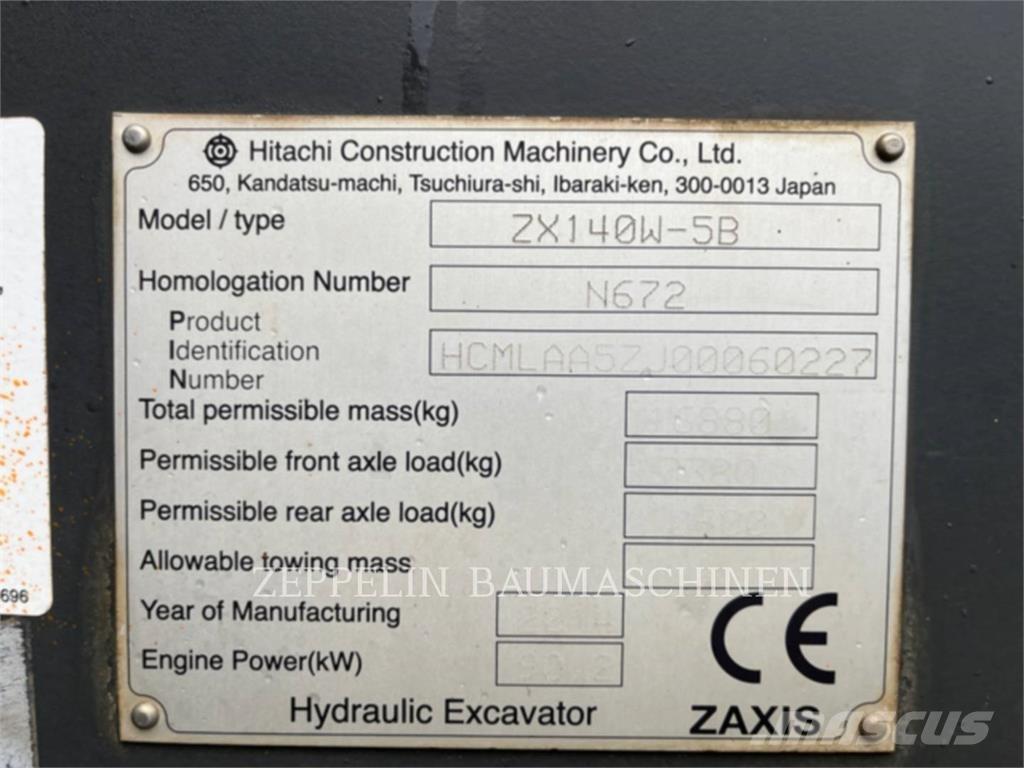 Hitachi Construction Machinery Co., Ltd.
650, Kandatsu-machi, Tsuchiura-shi, Ibaraki-ken, 300-0013 Japan
Model / type ZX140W-5B
Homologation Number N672
Product
Identification HCMLAA5ZJ00060227
Number
Total permissible mass(kg)
Permissible front axle load(kg)
Permissible rear axle load(kg)
Allowable towing mass
ZEPPELIN BAUMASCHINEN
Year of Manufacturing
Engine Power(kW) 90.2
CE
Hydraulic Excavator ZAXIS
696
MASCUS